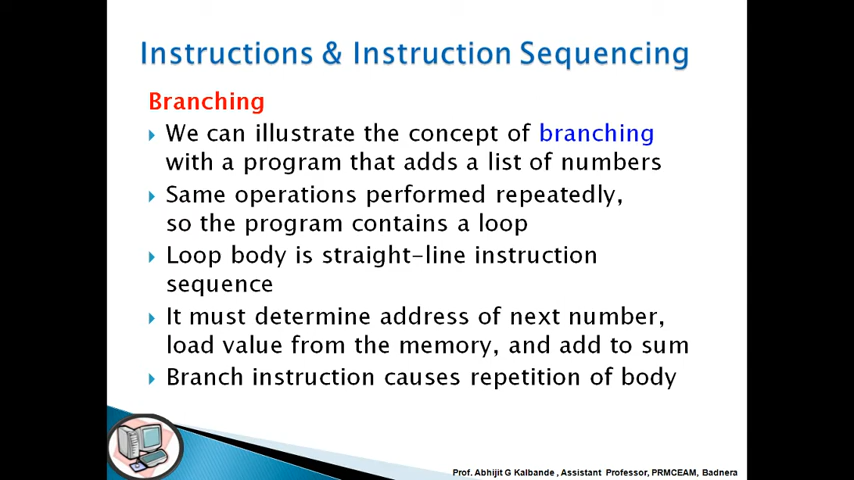 Instructions & Instruction Sequencing
Branching
We can illustrate the concept of branching
with a program that adds a list of numbers
Same operations performed repeatedly,
so the program contains a loop
Loop body is straight-line instruction
sequence
It must determine address of next number,
load value from the memory, and add to sum
Branch instruction causes repetition of body
Prof. Abhijit G Kalbande , Assistant Professor, PRMCEAM, Badnera